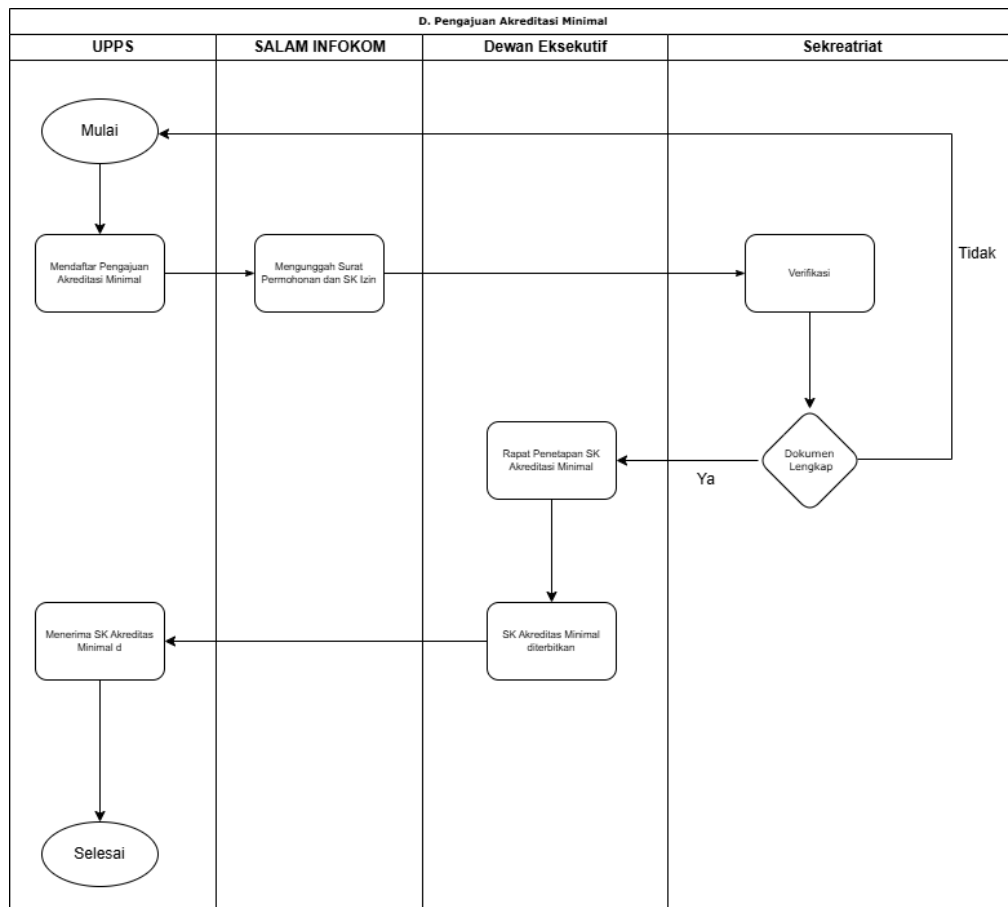 D. Pengajuan Akreditasi Minimal
UPPS
SALAM INFOKOM
Dewan Eksekutif
Sekreatriat
Mulai
Mendaftar Pengajuan
Akreditasi Minimal
Mengunggah Surat
Permohonan dan SK Izin
Verifikasi
Tidak
Dokumen
Lengkap
Ya
Rapat Penetapan SK
Akreditasi Minimal
SK Akreditas Minimal
diterbitkan
Menerima SK Akreditas
Minimal d
Selesai